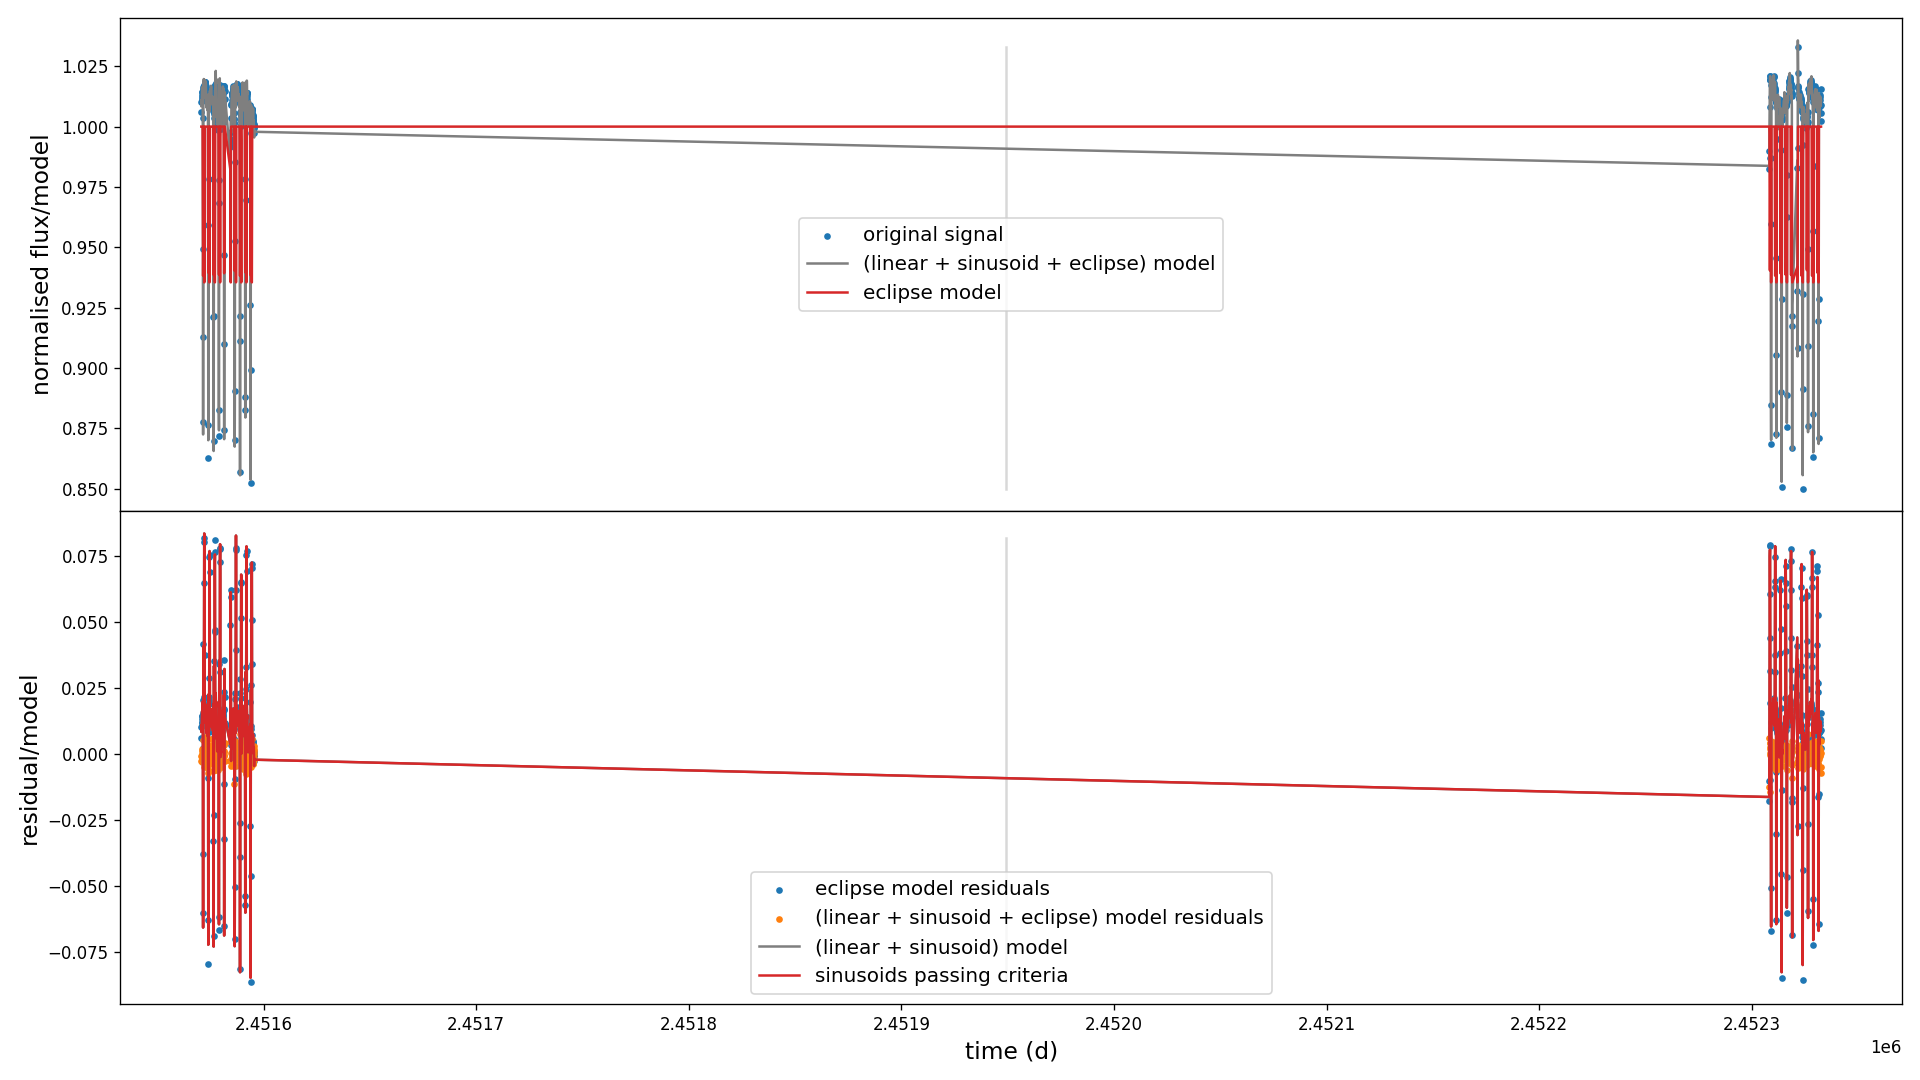 1.025
1.000
0.975
0.950
0.925
0.900
0.875
0.850
normalised flux/model
original signal
(linear + sinusoid + eclipse) model
eclipse model
0.075
0.050
0.025
0.000
−0.025
−0.050
−0.075
residual/model
eclipse model residuals
(linear + sinusoid + eclipse) model residuals
(linear + sinusoid) model
sinusoids passing criteria
2.4516 2.4517 2.4518 2.4519 2.4520 2.4521 2.4522 2.4523
1e6
time (d)